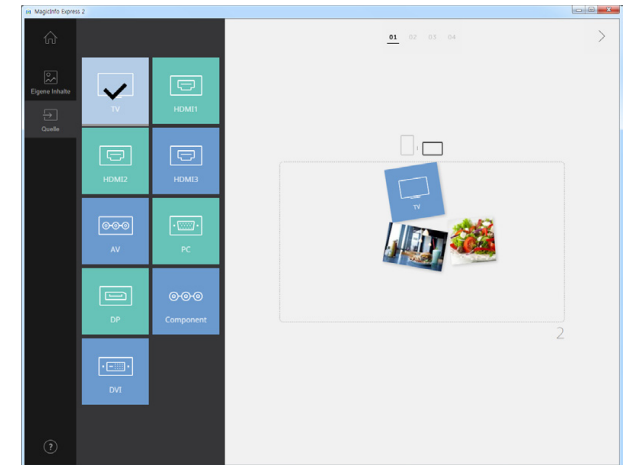 MagicInfo Express 2
01 02 03 04
Eigene Inhalte
Quelle
TV
HDMI1
HDMI2
HDMI3
AV
PC
DP
Component
DVI
TV
2
?